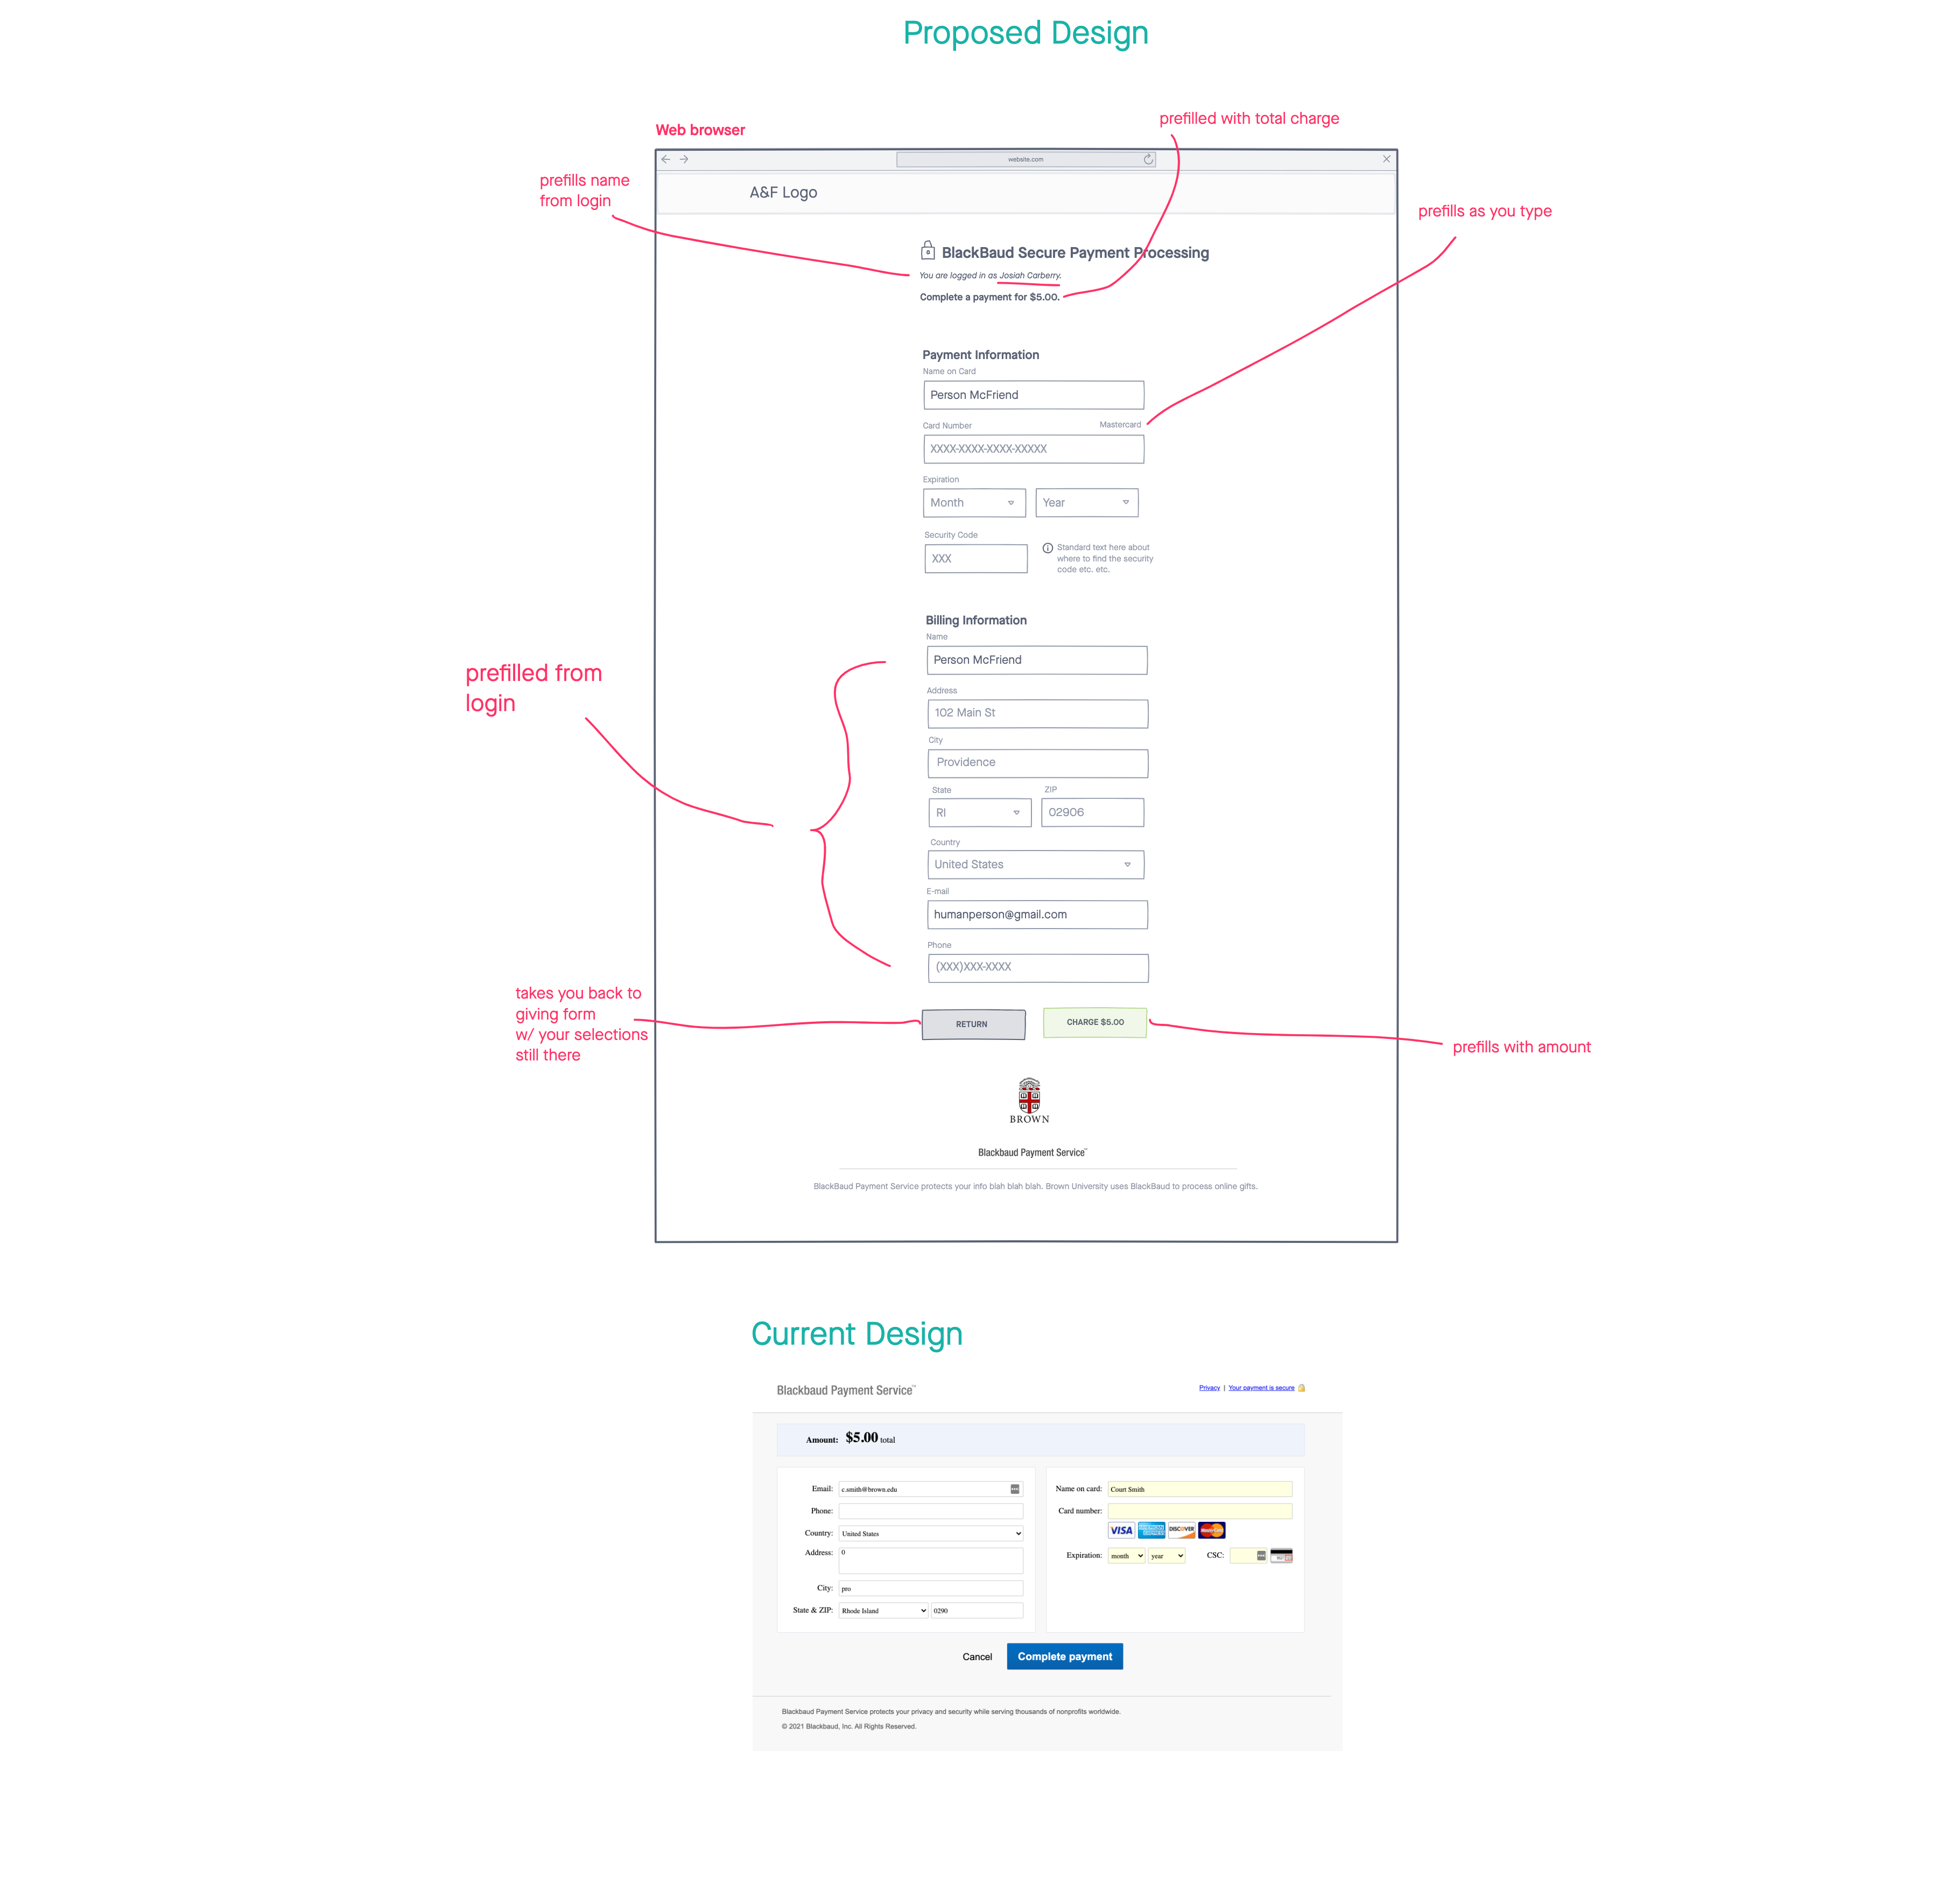 Proposed Design
prefilled with total charge
Web browser
website.com
prefills name
from login
A&F Logo
prefills as you type
BlackBaud Secure Payment Processing
You are logged in as Josiah Carberry.
Complete a payment for $5.00.
Payment Information
Name on Card
Person McFriend
Card Number
Mastercard
XXXX-XXXX-XXXX-XXXXX
Expiration
Month
Year
Security Code
XXX
Standard text here about
where to find the security
code etc. etc.
Billing Information
Name
Person McFriend
prefilled from
login
Address
102 Main St
City
Providence
State
ZIP
RI
02906
Country
United States
E-mail
humanperson@gmail.com
Phone
(XXX)XXX-XXXX
takes you back to
giving form
w/ your selections
still there
RETURN
CHARGE $5.00
prefills with amount
BROWN
Blackbaud Payment Service™
BlackBaud Payment Service protects your info blah blah blah. Brown University uses BlackBaud to process online gifts.
Current Design
Blackbaud Payment Service™
Privacy | Your payment is secure
Amount: $5.00 total
Email: c.smith@brown.edu
Phone:
Country: United States
Address: 0
City: pro
State & ZIP: Rhode Island 0290
Name on card: Court Smith
Card number:
VISA AMERICAN EXPRESS DISCOVER MasterCard
Expiration: month year CSC:
Cancel
Complete payment
Blackbaud Payment Service protects your privacy and security while serving thousands of nonprofits worldwide.
© 2021 Blackbaud, Inc. All Rights Reserved.